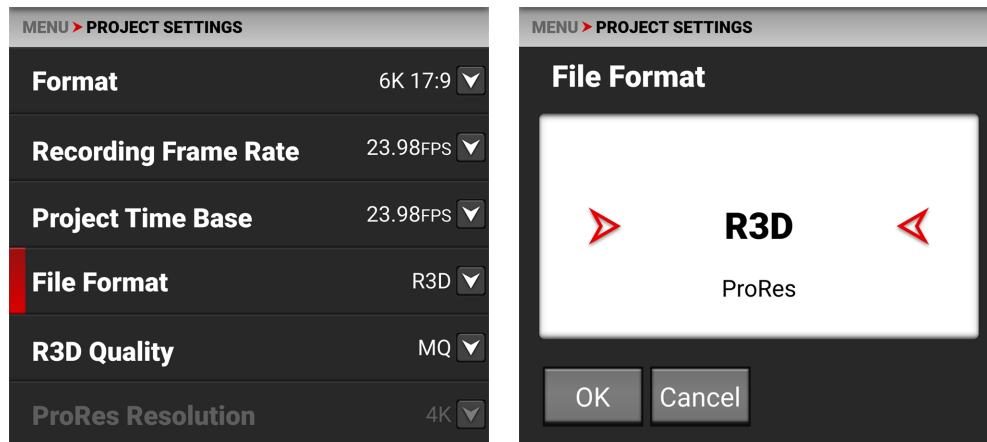 MENU > PROJECT SETTINGS
Format 6K 17:9
Recording Frame Rate 23.98FPS
Project Time Base 23.98FPS
File Format R3D
R3D Quality MQ
ProRes Resolution 4K
MENU > PROJECT SETTINGS
File Format
R3D
ProRes
OK Cancel